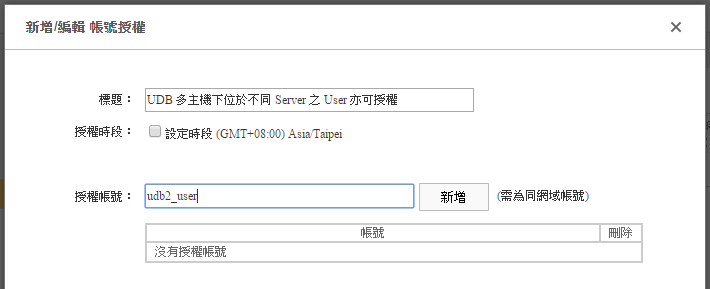 新增/編輯 帳號授權
標題： UDB 多主機下位於不同 Server 之 User 亦可授權
授權時段： 設定時段 (GMT+08:00) Asia/Taipei
授權帳號： udb2_user 新增 (需為同網域帳號)
帳號 刪除
沒有授權帳號